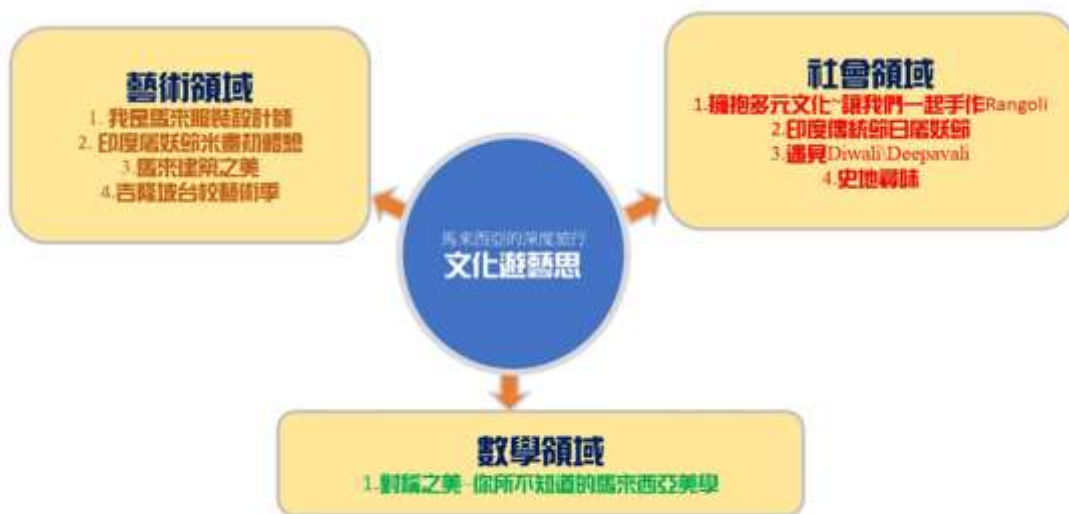 藝術領域
1. 我是馬來服裝設計師
2. 印度屠妖節米畫初體驗
3.馬來建築之美
4.吉隆坡台校藝術季
社會領域
1.擁抱多元文化~讓我們一起手作Rangoli
2.印度傳統節日屠妖節
3.遇見Diwali\Deepavali
4.史地尋味
馬來西亞的深度旅行
文化遊藝思
數學領域
1.對稱之美-你所不知道的馬來西亞美學